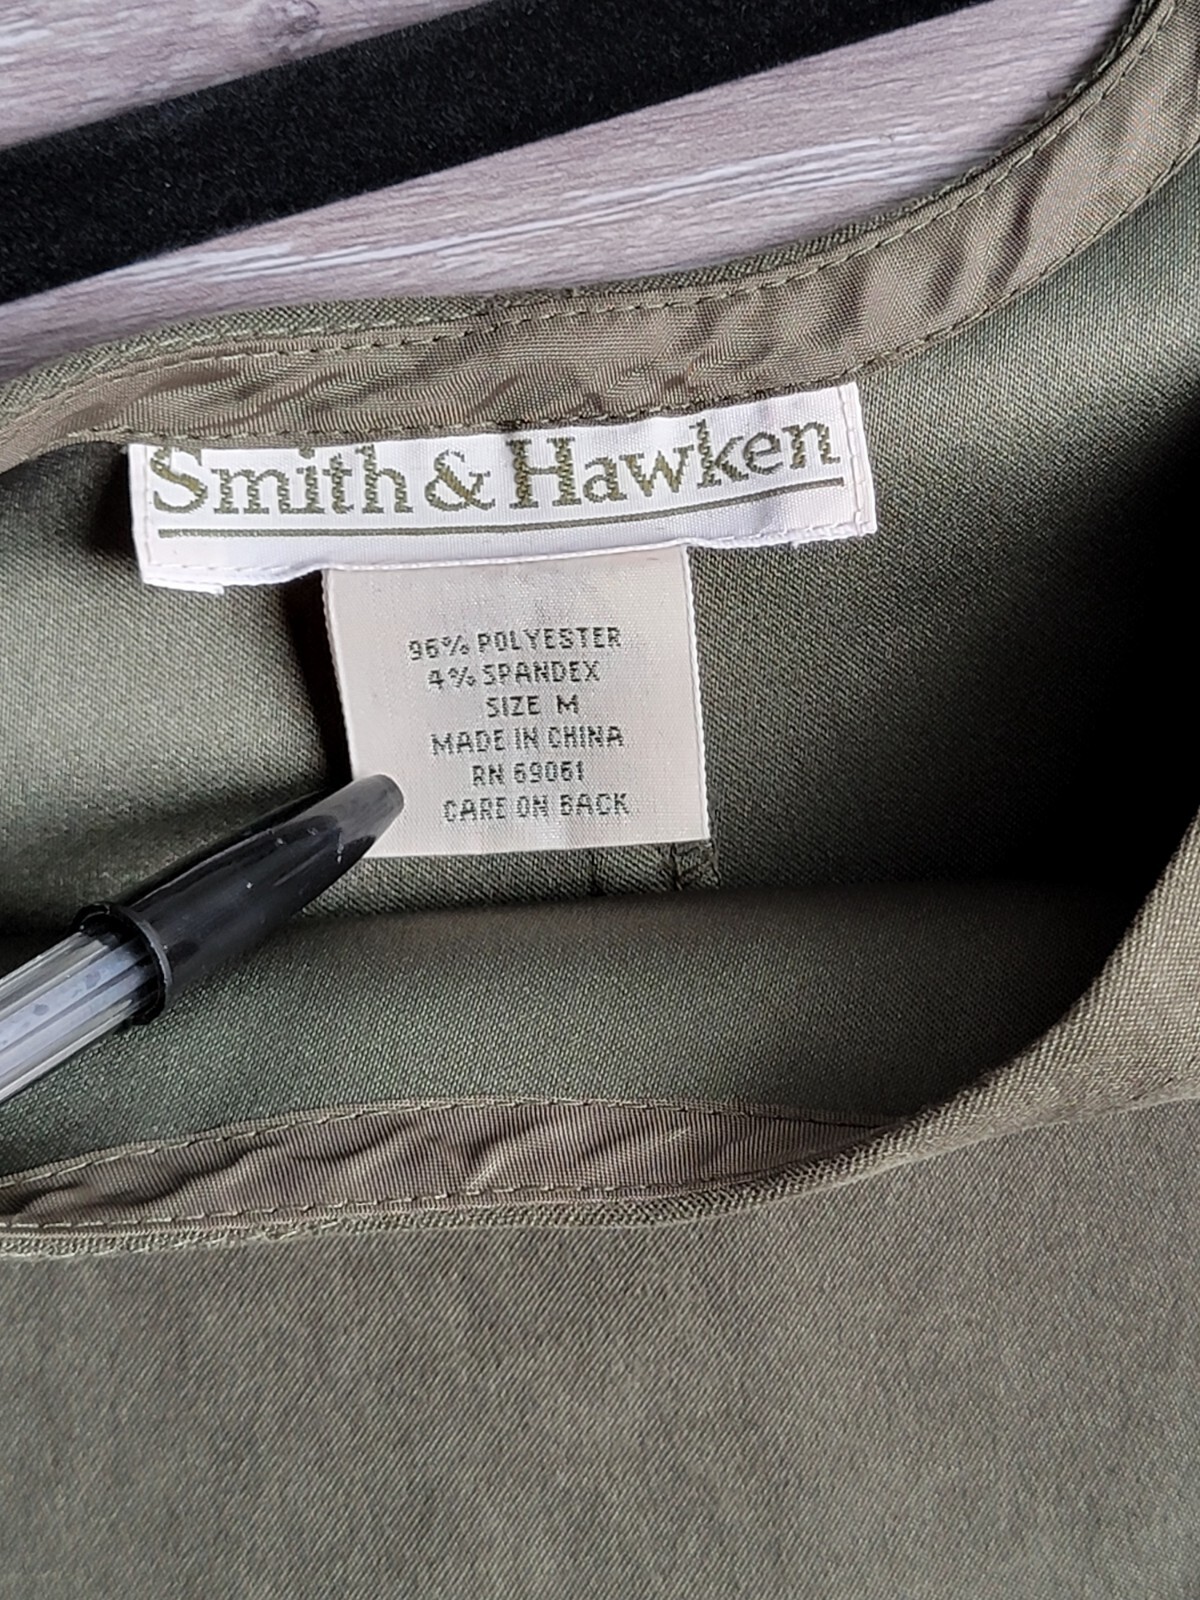 Smith & Hawken
96% POLYESTER
4% SPANDEX
SIZE M
MADE IN CHINA
RN 69061
CARE ON BACK